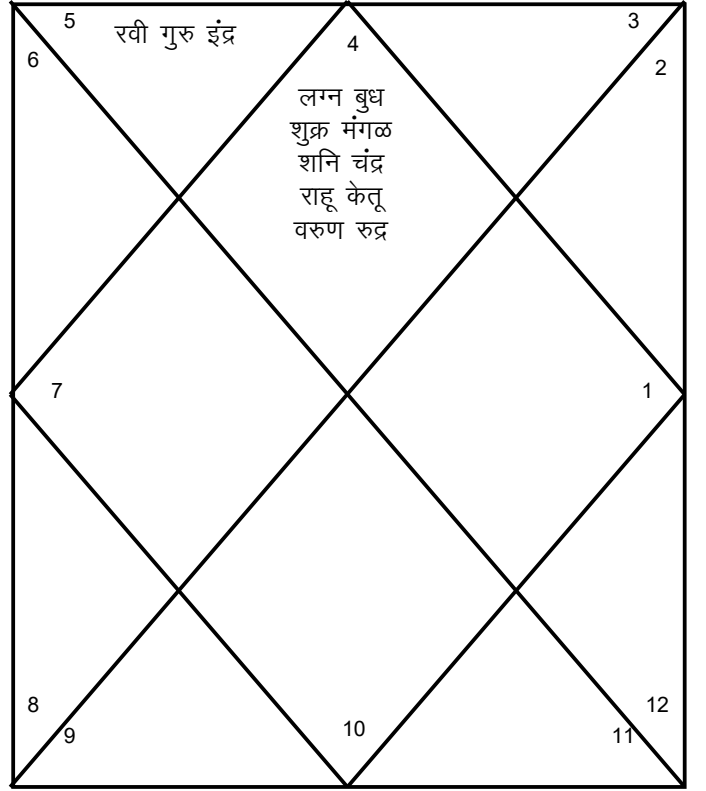 5 रवी गुरु इंद्र 4 3
6 2
लग्न बुध
शुक्र मंगळ
शनि चंद्र
राहू केतू
वरुण रुद्र
7 1
8 12
9 10 11